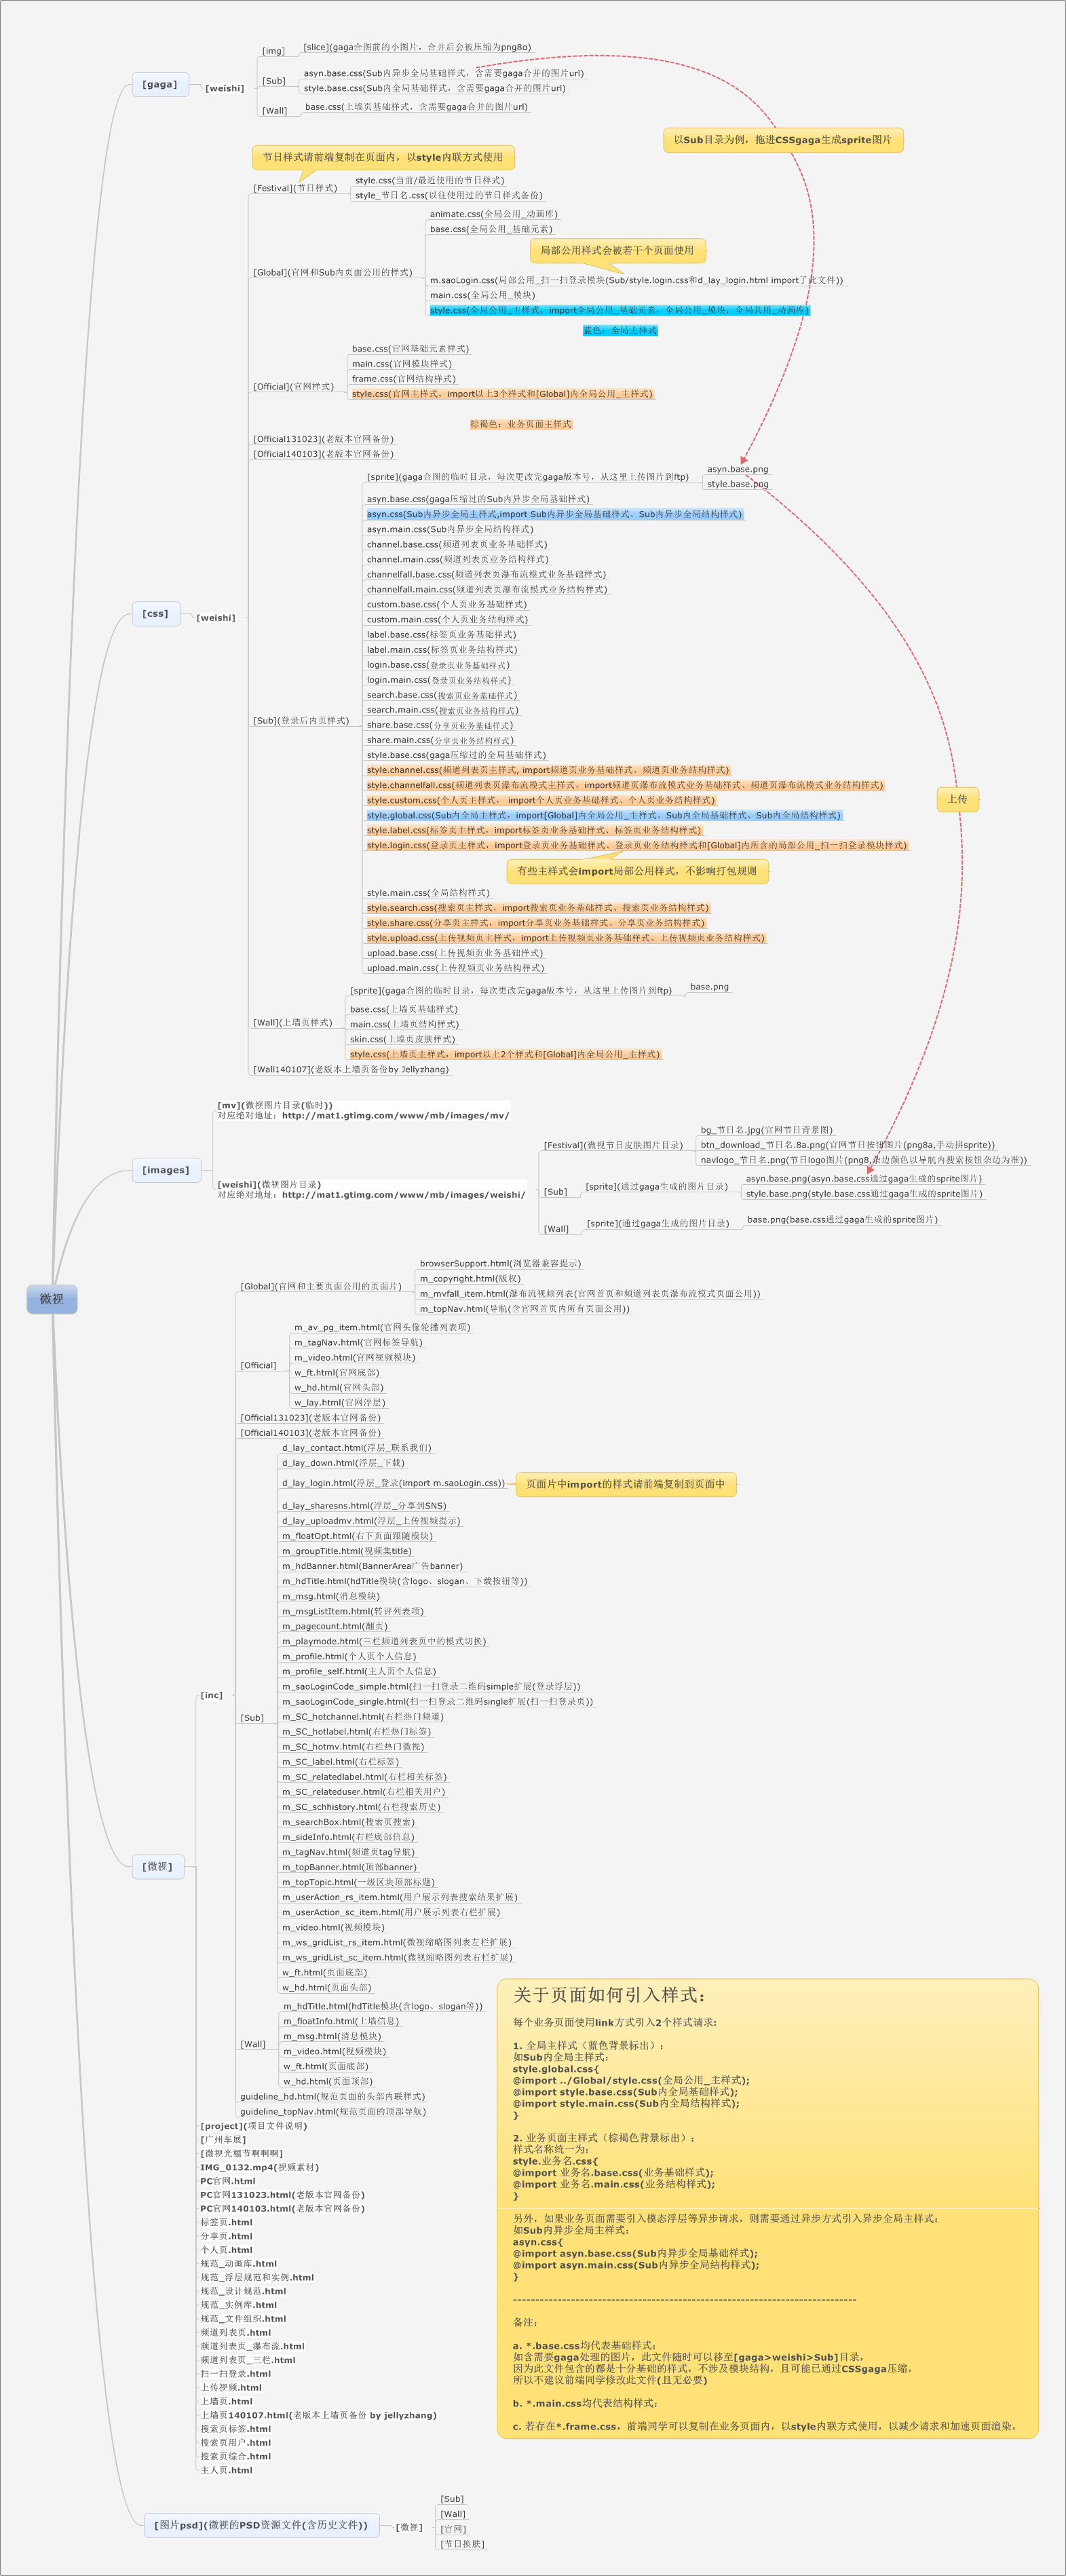 微视
[gaga]
[weishi]
[img]
[slice](gaga合图前的小图片，合并后会被压缩为png8a)
[Sub]
asyn.base.css(Sub内异步全局基础样式，含需要gaga合并的图片url)
style.base.css(Sub内全局基础样式，含需要gaga合并的图片url)
[Wall]
base.css(上墙页基础样式，含需要gaga合并的图片url)
以Sub目录为例，拖进CSSgaga生成sprite图片
[css]
[weishi]
节日样式请前端复制在页面内，以style内联方式使用
[Festival](节日样式)
style.css(当前/最近使用的节日样式)
style_节日名.css(以往使用过的节日样式备份)
[Global](官网和Sub内页面公用的样式)
animate.css(全局公用_动画库)
base.css(全局公用_基础元素)
局部公用样式会被若干个页面使用
m.saoLogin.css(局部公用_扫一扫登录模块(Sub/style.login.css和d_lay_login.html import了此文件))
main.css(全局公用_模块)
style.css(全局公用_主样式，import全局公用_基础元素，全局公用_模块，全局共用_动画库)
蓝色：全局主样式
[Official](官网样式)
base.css(官网基础元素样式)
main.css(官网模块样式)
frame.css(官网结构样式)
style.css(官网主样式，import以上3个样式和[Global]内全局公用_主样式)
棕褐色：业务页面主样式
[Official131023](老版本官网备份)
[Official140103](老版本官网备份)
[Sub](登录后内页样式)
[sprite](gaga合图的临时目录，每次更改完gaga版本号，从这里上传图片到ftp)
asyn.base.png
style.base.png
asyn.base.css(gaga压缩过的Sub内异步全局基础样式)
asyn.css(Sub内异步全局主样式,import Sub内异步全局基础样式、Sub内异步全局结构样式)
asyn.main.css(Sub内异步全局结构样式)
channel.base.css(频道列表页业务基础样式)
channel.main.css(频道列表页业务结构样式)
channelfall.base.css(频道列表页瀑布流模式业务基础样式)
channelfall.main.css(频道列表页瀑布流模式业务结构样式)
custom.base.css(个人页业务基础样式)
custom.main.css(个人页业务结构样式)
label.base.css(标签页业务基础样式)
label.main.css(标签页业务结构样式)
login.base.css(登录页业务基础样式)
login.main.css(登录页业务结构样式)
search.base.css(搜索页业务基础样式)
search.main.css(搜索页业务结构样式)
share.base.css(分享页业务基础样式)
share.main.css(分享页业务结构样式)
style.base.css(gaga压缩过的全局基础样式)
style.channel.css(频道列表页主样式, import频道页业务基础样式、频道页业务结构样式)
style.channelfall.css(频道列表页瀑布流模式主样式，import频道页瀑布流模式业务基础样式、频道页瀑布流模式业务结构样式)
style.custom.css(个人页主样式， import个人页业务基础样式、个人页业务结构样式)
style.global.css(Sub内全局主样式，import[Global]内全局公用_主样式、Sub内全局基础样式、Sub内全局结构样式)
style.label.css(标签页主样式，import标签页业务基础样式、标签页业务结构样式)
style.login.css(登录页主样式，import登录页业务基础样式、登录页业务结构样式和[Global]内所含的局部公用_扫一扫登录模块样式)
有些主样式会import局部公用样式，不影响打包规则
style.main.css(全局结构样式)
style.search.css(搜索页主样式，import搜索页业务基础样式、搜索页业务结构样式)
style.share.css(分享页主样式，import分享页业务基础样式、分享页业务结构样式)
style.upload.css(上传视频页主样式，import上传视频页业务基础样式、上传视频页业务结构样式)
upload.base.css(上传视频页业务基础样式)
upload.main.css(上传视频页业务结构样式)
上传
[Wall](上墙页样式)
[sprite](gaga合图的临时目录，每次更改完gaga版本号，从这里上传图片到ftp)
base.png
base.css(上墙页基础样式)
main.css(上墙页结构样式)
skin.css(上墙页皮肤样式)
style.css(上墙页主样式，import以上2个样式和[Global]内全局公用_主样式)
[Wall140107](老版本上墙页备份by Jellyzhang)
[images]
[mv](微视图片目录(临时))
对应绝对地址：http://mat1.gtimg.com/www/mb/images/mv/
[weishi](微视图片目录)
对应绝对地址：http://mat1.gtimg.com/www/mb/images/weishi/
[Festival](微视节日皮肤图片目录)
bg_节日名.jpg(官网节日背景图)
btn_download_节日名.8a.png(官网节日按钮图片(png8a,手动拼sprite))
navlogo_节日名.png(节日logo图片(png8,杂边颜色以导航内搜索按钮杂边为准))
[Sub]
[sprite](通过gaga生成的图片目录)
asyn.base.png(asyn.base.css通过gaga生成的sprite图片)
style.base.png(style.base.css通过gaga生成的sprite图片)
[Wall]
[sprite](通过gaga生成的图片目录)
base.png(base.css通过gaga生成的sprite图片)
[微视]
[inc]
[Global](官网和主要页面公用的页面片)
browserSupport.html(浏览器兼容提示)
m_copyright.html(版权)
m_mvfall_item.html(瀑布流视频列表(官网首页和频道列表页瀑布流模式页面公用))
m_topNav.html(导航(含官网首页内所有页面公用))
[Official]
m_av_pg_item.html(官网头像轮播列表项)
m_tagNav.html(官网标签导航)
m_video.html(官网视频模块)
w_ft.html(官网底部)
w_hd.html(官网头部)
w_lay.html(官网浮层)
[Official131023](老版本官网备份)
[Official140103](老版本官网备份)
[Sub]
d_lay_contact.html(浮层_联系我们)
d_lay_down.html(浮层_下载)
d_lay_login.html(浮层_登录(import m.saoLogin.css))
页面片中import的样式请前端复制到页面中
d_lay_sharesns.html(浮层_分享到SNS)
d_lay_uploadmv.html(浮层_上传视频提示)
m_floatOpt.html(右下页面跟随模块)
m_groupTitle.html(视频集title)
m_hdBanner.html(BannerArea广告banner)
m_hdTitle.html(hdTitle模块(含logo、slogan、下载按钮等))
m_msg.html(消息模块)
m_msgListItem.html(转评列表项)
m_pagecount.html(翻页)
m_playmode.html(三栏频道列表页中的模式切换)
m_profile.html(个人页个人信息)
m_profile_self.html(主人页个人信息)
m_saoLoginCode_simple.html(扫一扫登录二维码simple扩展(登录浮层))
m_saoLoginCode_single.html(扫一扫登录二维码single扩展(扫一扫登录页))
m_SC_hotchannel.html(右栏热门频道)
m_SC_hotlabel.html(右栏热门标签)
m_SC_hotmv.html(右栏热门微视)
m_SC_label.html(右栏标签)
m_SC_relatedlabel.html(右栏相关标签)
m_SC_relateduser.html(右栏相关用户)
m_SC_schhistory.html(右栏搜索历史)
m_searchBox.html(搜索页搜索)
m_sideInfo.html(右栏底部信息)
m_tagNav.html(频道页tag导航)
m_topBanner.html(顶部banner)
m_topTopic.html(一级区块顶部标题)
m_userAction_rs_item.html(用户展示列表搜索结果扩展)
m_userAction_sc_item.html(用户展示列表右栏扩展)
m_video.html(视频模块)
m_ws_gridList_rs_item.html(微视缩略图列表左栏扩展)
m_ws_gridList_sc_item.html(微视缩略图列表右栏扩展)
w_ft.html(页面底部)
w_hd.html(页面头部)
[Wall]
m_hdTitle.html(hdTitle模块(含logo、slogan等))
m_floatInfo.html(上墙信息)
m_msg.html(消息模块)
m_video.html(视频模块)
w_ft.html(页面底部)
w_hd.html(页面顶部)
guideline_hd.html(规范页面的头部内联样式)
guideline_topNav.html(规范页面的顶部导航)
[project](项目文件说明)
[广州车展]
[微视光棍节啊啊啊]
IMG_0132.mp4(视频素材)
PC官网.html
PC官网131023.html(老版本官网备份)
PC官网140103.html(老版本官网备份)
标签页.html
分享页.html
个人页.html
规范_动画库.html
规范_浮层规范和实例.html
规范_设计规范.html
规范_实例库.html
规范_文件组织.html
频道列表页.html
频道列表页_瀑布流.html
频道列表页_三栏.html
扫一扫登录.html
上传视频.html
上墙页.html
上墙页140107.html(老版本上墙页备份 by jellyzhang)
搜索页标签.html
搜索页用户.html
搜索页综合.html
主人页.html
关于页面如何引入样式：
每个业务页面使用link方式引入2个样式请求:
1. 全局主样式（蓝色背景标出）：
如Sub内全局主样式：
style.global.css{
@import ../Global/style.css(全局公用_主样式);
@import style.base.css(Sub内全局基础样式);
@import style.main.css(Sub内全局结构样式);
}
2. 业务页面主样式（棕褐色背景标出）：
样式名称统一为：
style.业务名.css{
@import 业务名.base.css(业务基础样式);
@import 业务名.main.css(业务结构样式);
}
另外，如果业务页面需要引入模态浮层等异步请求，则需要通过异步方式引入异步全局主样式：
如Sub内异步全局主样式：
asyn.css{
@import asyn.base.css(Sub内异步全局基础样式);
@import asyn.main.css(Sub内异步全局结构样式);
}
-----------------------------------------------------------------------------
备注：
a. *.base.css均代表基础样式；
如含需要gaga处理的图片，此文件随时可以移至[gaga>weishi>Sub]目录，
因为此文件包含的都是十分基础的样式，不涉及模块结构，且可能已通过CSSgaga压缩，
所以不建议前端同学修改此文件(且无必要)
b. *.main.css均代表结构样式；
c. 若存在*.frame.css，前端同学可以复制在业务页面内，以style内联方式使用，以减少请求和加速页面渲染。
[图片psd](微视的PSD资源文件(含历史文件))
[微视]
[Sub]
[Wall]
[官网]
[节日换肤]